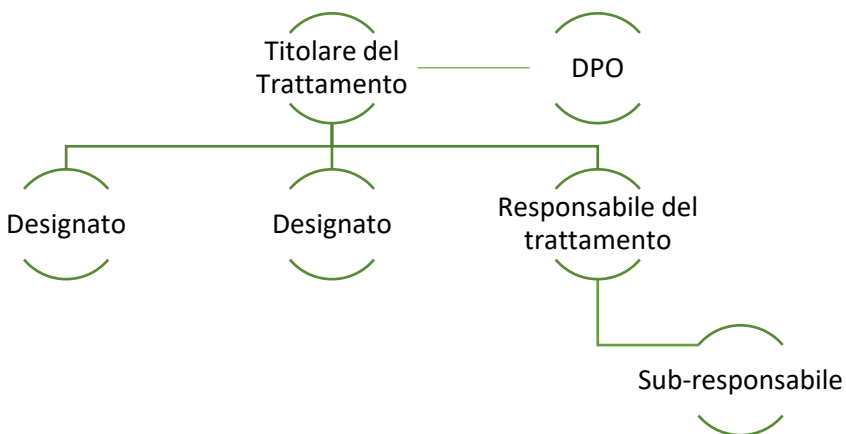 Titolare del
Trattamento
DPO
Designato
Designato
Responsabile del
trattamento
Sub-responsabile